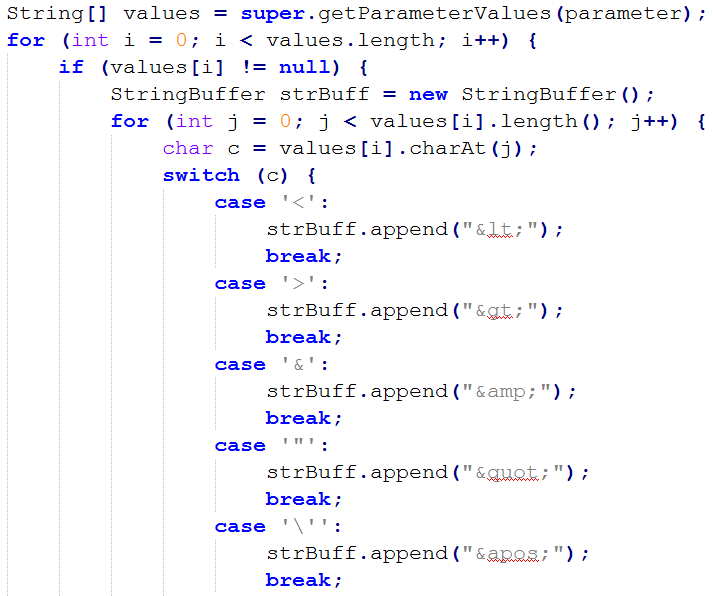 String[] values = super.getParameterValues(parameter);
for (int i = 0; i < values.length; i++) {
    if (values[i] != null) {
        StringBuffer strBuff = new StringBuffer();
        for (int j = 0; j < values[i].length(); j++) {
            char c = values[i].charAt(j);
            switch (c) {
                case '<':
                    strBuff.append("&lt;");
                    break;
                case '>':
                    strBuff.append("&gt;");
                    break;
                case '&':
                    strBuff.append("&amp;");
                    break;
                case '"':
                    strBuff.append("&quot;");
                    break;
                case '\'':
                    strBuff.append("&apos;");
                    break;